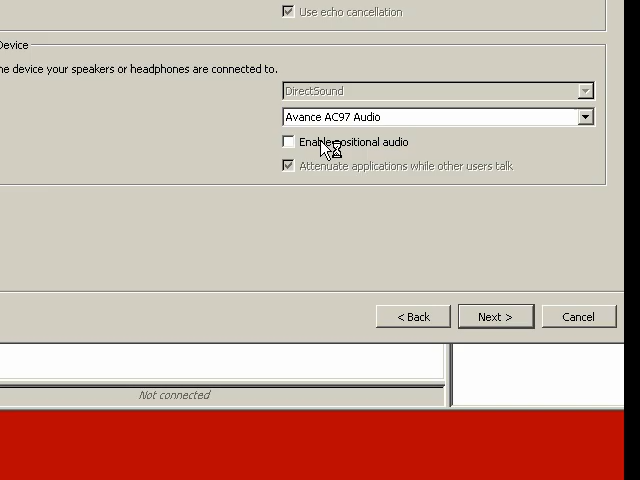 Use echo cancellation
Device
he device your speakers or headphones are connected to.
DirectSound
Avance AC97 Audio
Enable positional audio
Attenuate applications while other users talk
< Back
Next >
Cancel
Not connected